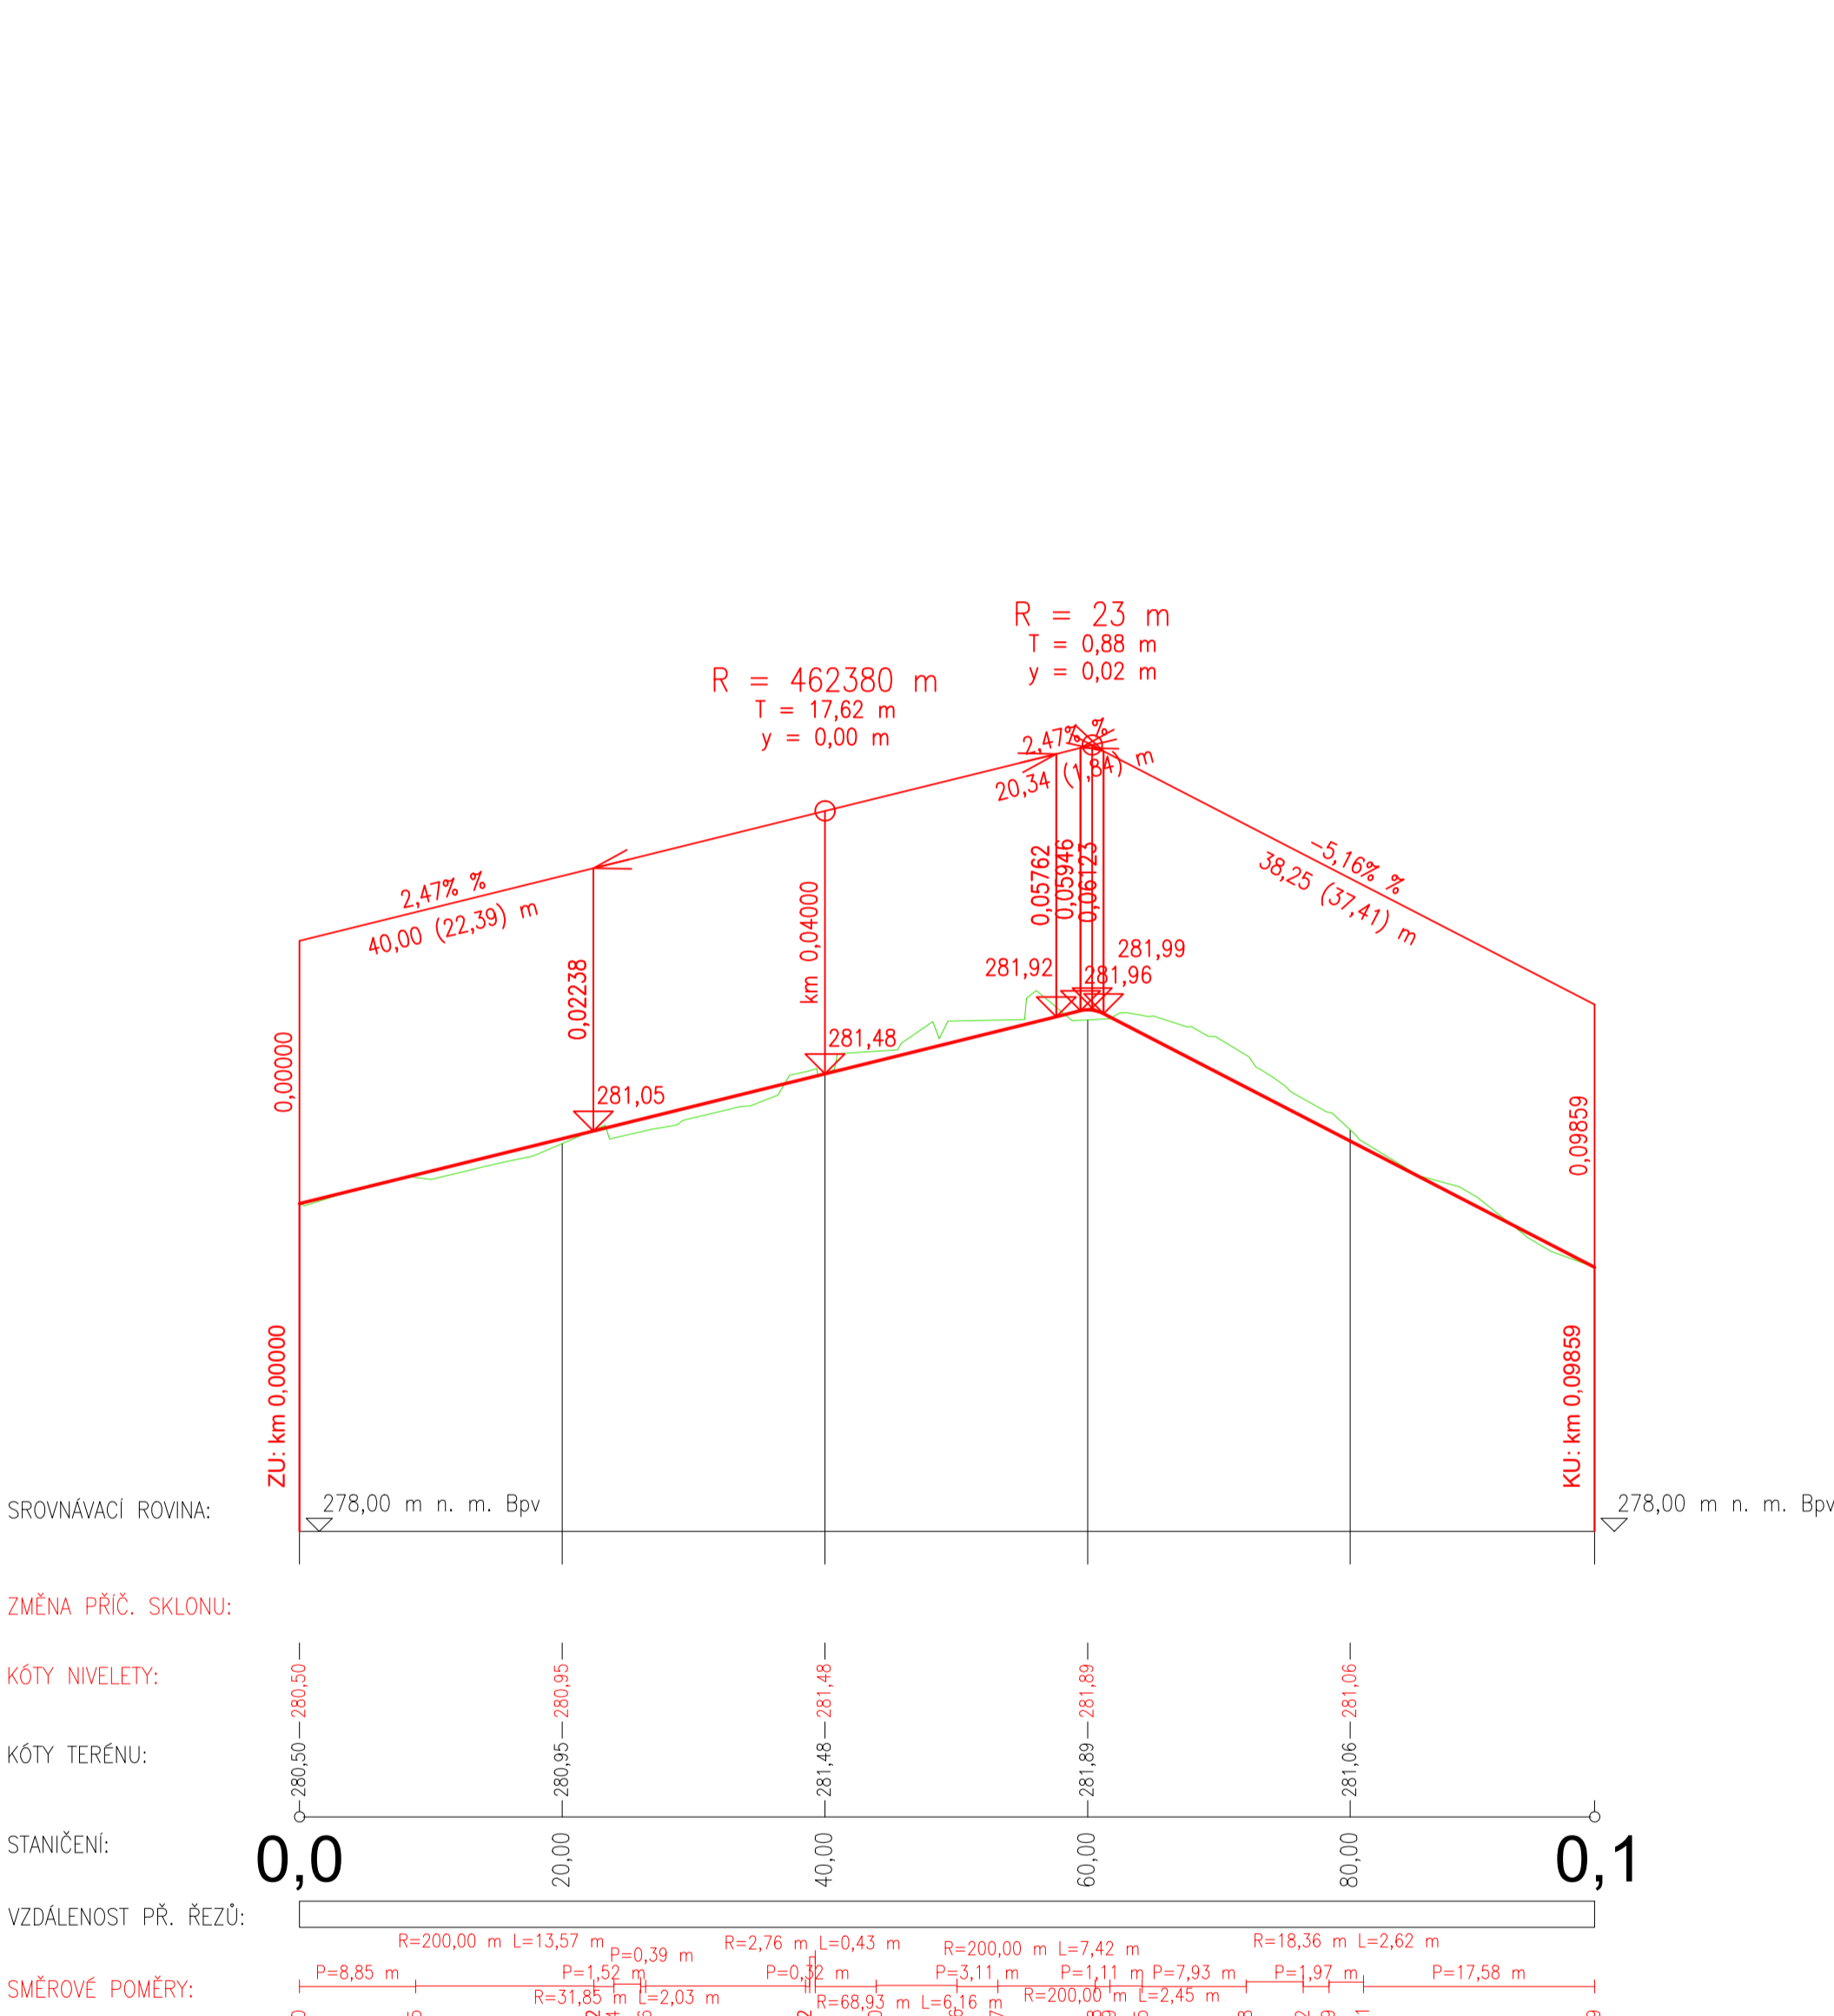 R = 23 m
T = 0,88 m
y = 0,02 m
R = 462380 m
T = 17,62 m
y = 0,00 m
2,47% %
20,34 (1,84) m
2,47% %
40,00 (22,39) m
-5,16% %
38,25 (37,41) m
0,00000
0,02238
km 0,04000
0,05762
0,05946
0,06123
0,09859
281,05
281,48
281,92
281,96
281,99
ZU: km 0,00000
KU: km 0,09859
SROVNÁVACÍ ROVINA:
278,00 m n. m. Bpv
278,00 m n. m. Bpv
ZMĚNA PŘÍČ. SKLONU:
KÓTY NIVELETY:
280,50 280,95 281,48 281,89 281,06
KÓTY TERÉNU:
280,50 280,95 281,48 281,89 281,06
STANIČENÍ:
0,0 20,00 40,00 60,00 80,00 0,1
VZDÁLENOST PŘ. ŘEZŮ:
SMĚROVÉ POMĚRY:
R=200,00 m L=13,57 m
P=0,39 m
R=2,76 m L=0,43 m
R=200,00 m L=7,42 m
R=18,36 m L=2,62 m
P=8,85 m
P=1,52 m
P=0,32 m
P=3,11 m
P=1,11 m
P=7,93 m
P=1,97 m
P=17,58 m
R=31,85 m L=2,03 m
R=68,93 m L=6,16 m
R=200,00 m L=2,45 m